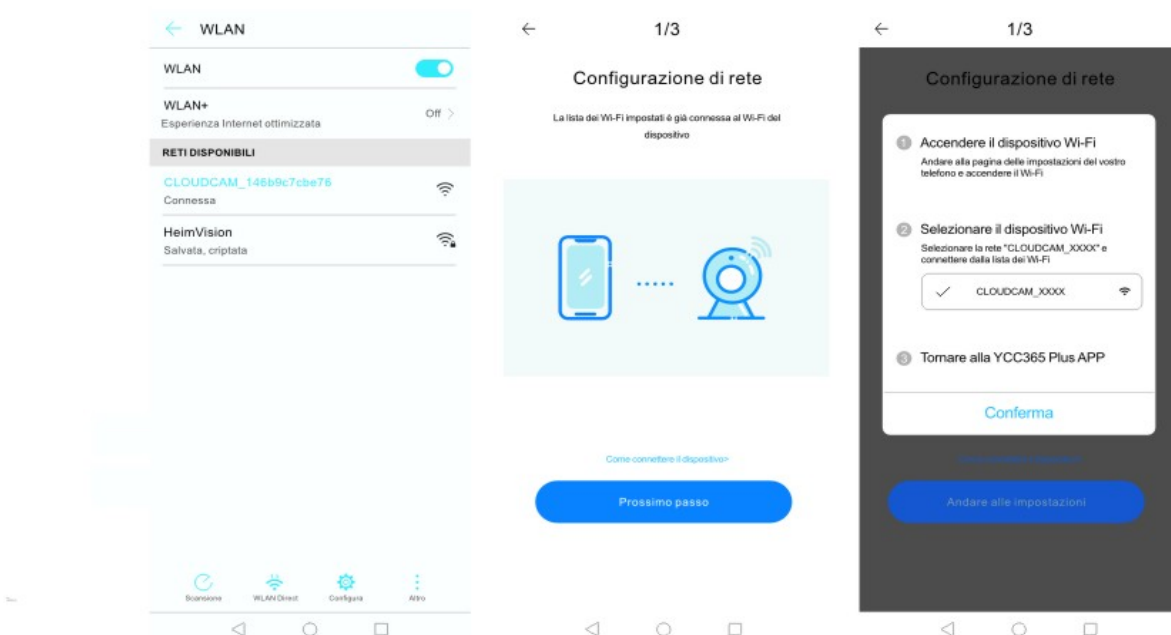 WLAN
WLAN
WLAN+
Esperienza Internet ottimizzata
Off
RETI DISPONIBILI
CLOUDCAM_146b9c7cbe76
Connessa
HeimVision
Salvata, criptata
Scansione
WLAN Direct
Configura
Altro
1/3
Configurazione di rete
La lista dei Wi-Fi impostati è già connessa al Wi-Fi del
dispositivo
Come connettere il dispositivo>
Prossimo passo
1/3
Configurazione di rete
1 Accendere il dispositivo Wi-Fi
Andare alla pagina delle impostazioni del vostro
telefono e accendere il Wi-Fi
2 Selezionare il dispositivo Wi-Fi
Selezionare la rete "CLOUDCAM_XXXX" e
connettere dalla lista dei Wi-Fi
CLOUDCAM_XXXX
3 Tornare alla YCC365 Plus APP
Conferma
Andare alle impostazioni